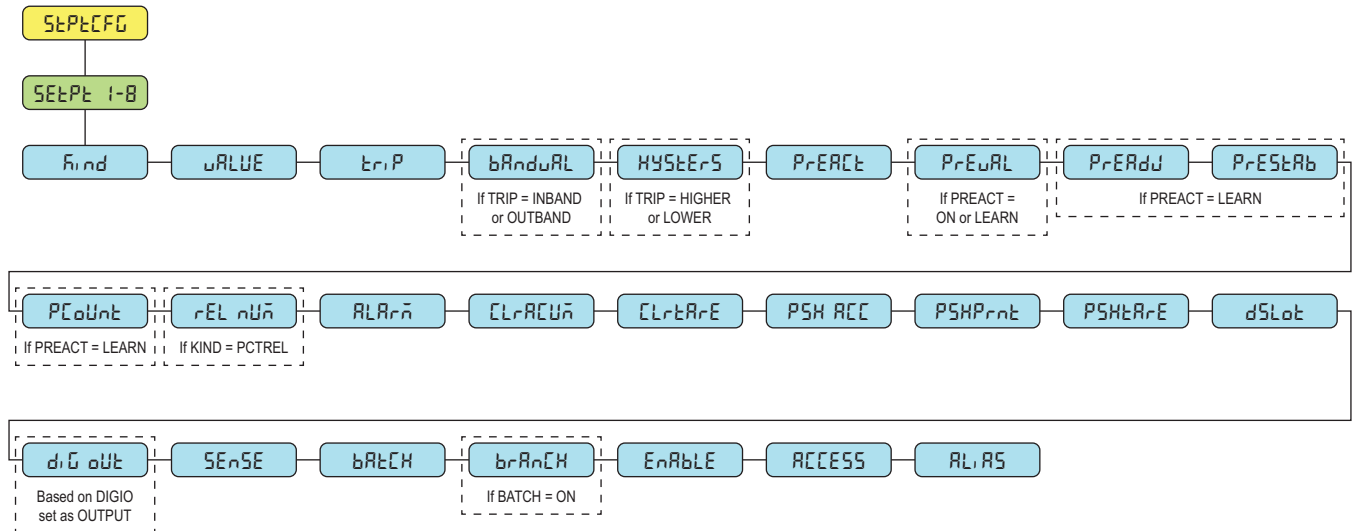 StPtCFG
SEtPt 1-8
kind
vALUE
triP
bAndvAL
HYStErS
PrEACt
PrEvAL
PrEAdJ
PrEStAb
If TRIP = INBAND
or OUTBAND
If TRIP = HIGHER
or LOWER
If PREACT =
ON or LEARN
If PREACT = LEARN
PCoUnt
rEL nUm
ALArm
CLrACUm
CLrtArE
PSH ACC
PSHPrnt
PSHtArE
dSLot
If PREACT = LEARN
If KIND = PCTREL
diG oUt
SEnSE
bAtCH
brAnCH
EnAbLE
ACCESS
ALiAS
Based on DIGIO
set as OUTPUT
If BATCH = ON